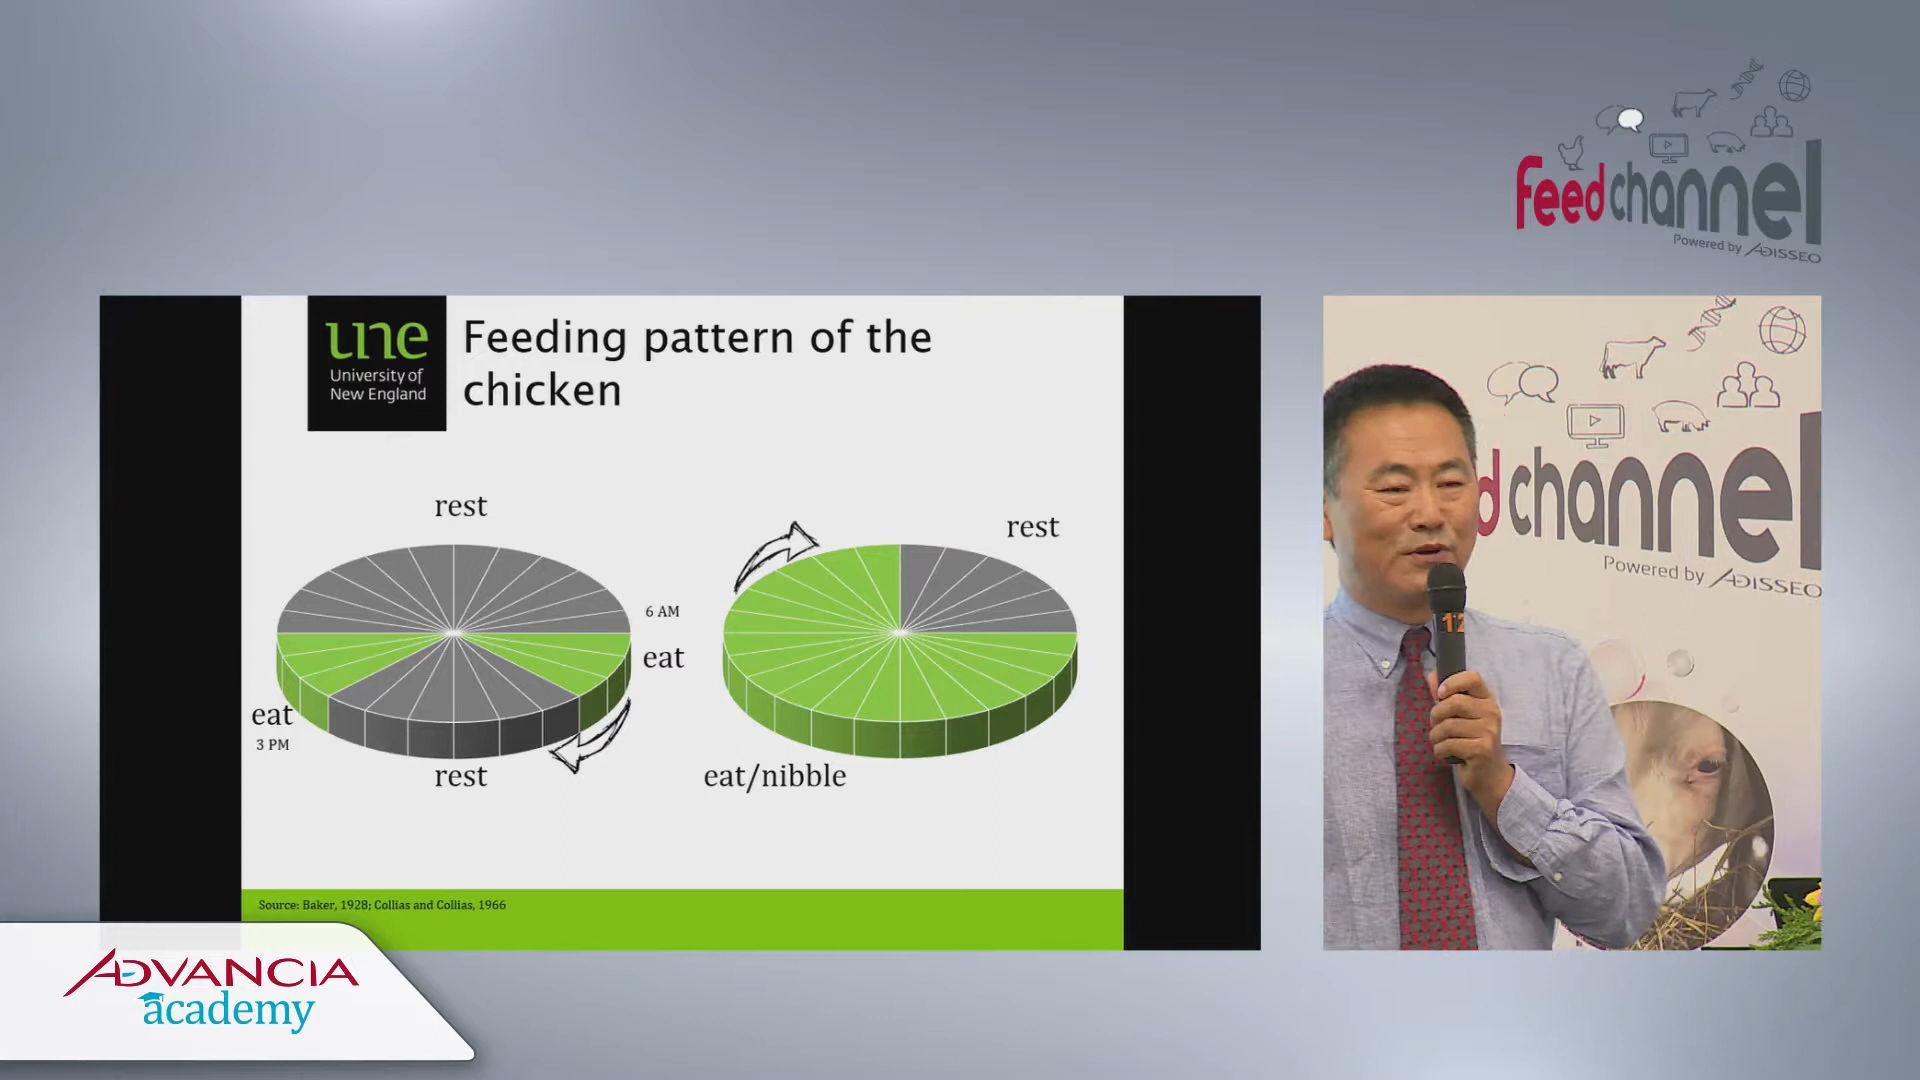 feedchannel
Powered by ADISSEO
une
University of
New England
Feeding pattern of the
chicken
rest
6 AM
eat
eat
3 PM
rest
rest
eat/nibble
Source: Baker, 1928; Collias and Collias, 1966
d channel
Powered by ADISSEO
12
ADVANCIA
academy